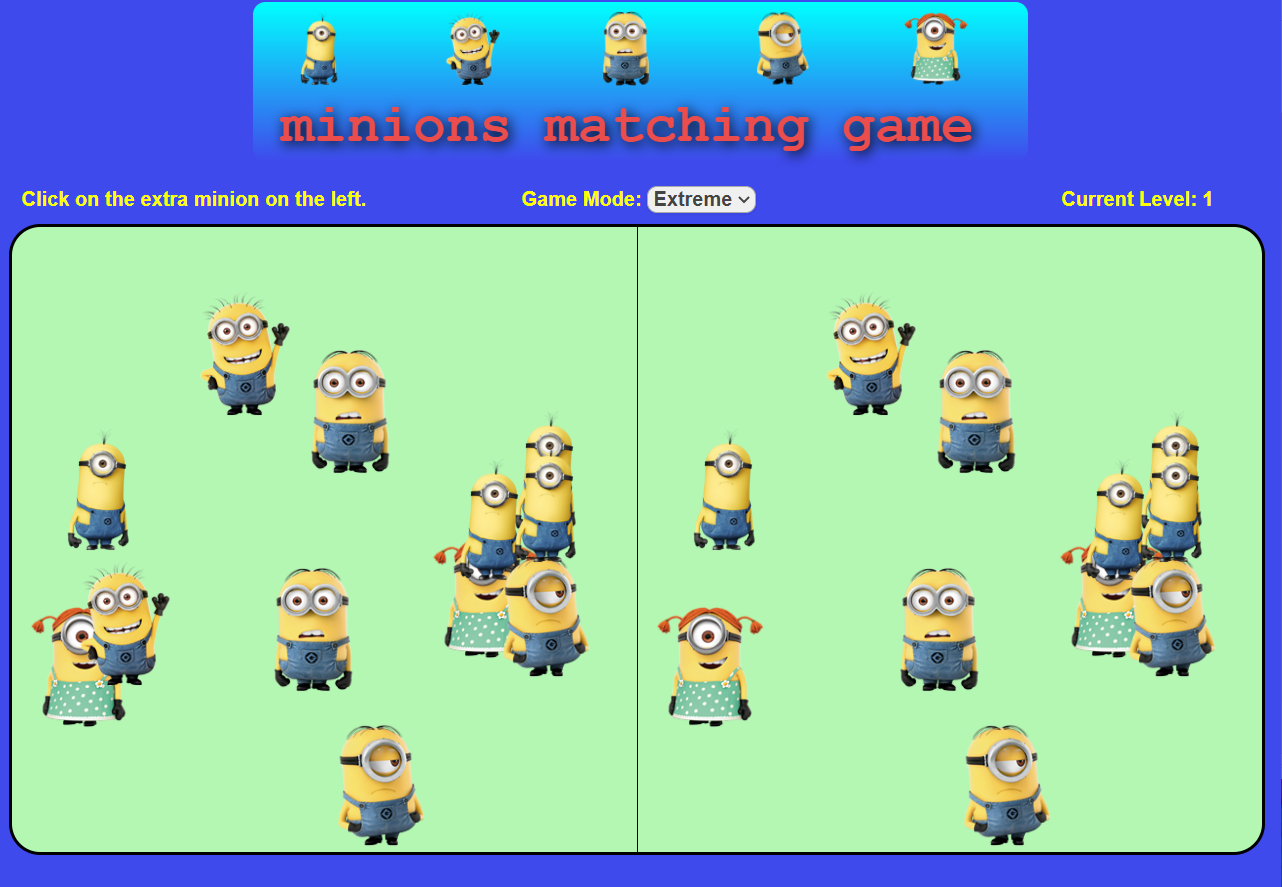 minions matching game
Click on the extra minion on the left.
Game Mode: Extreme
Current Level: 1